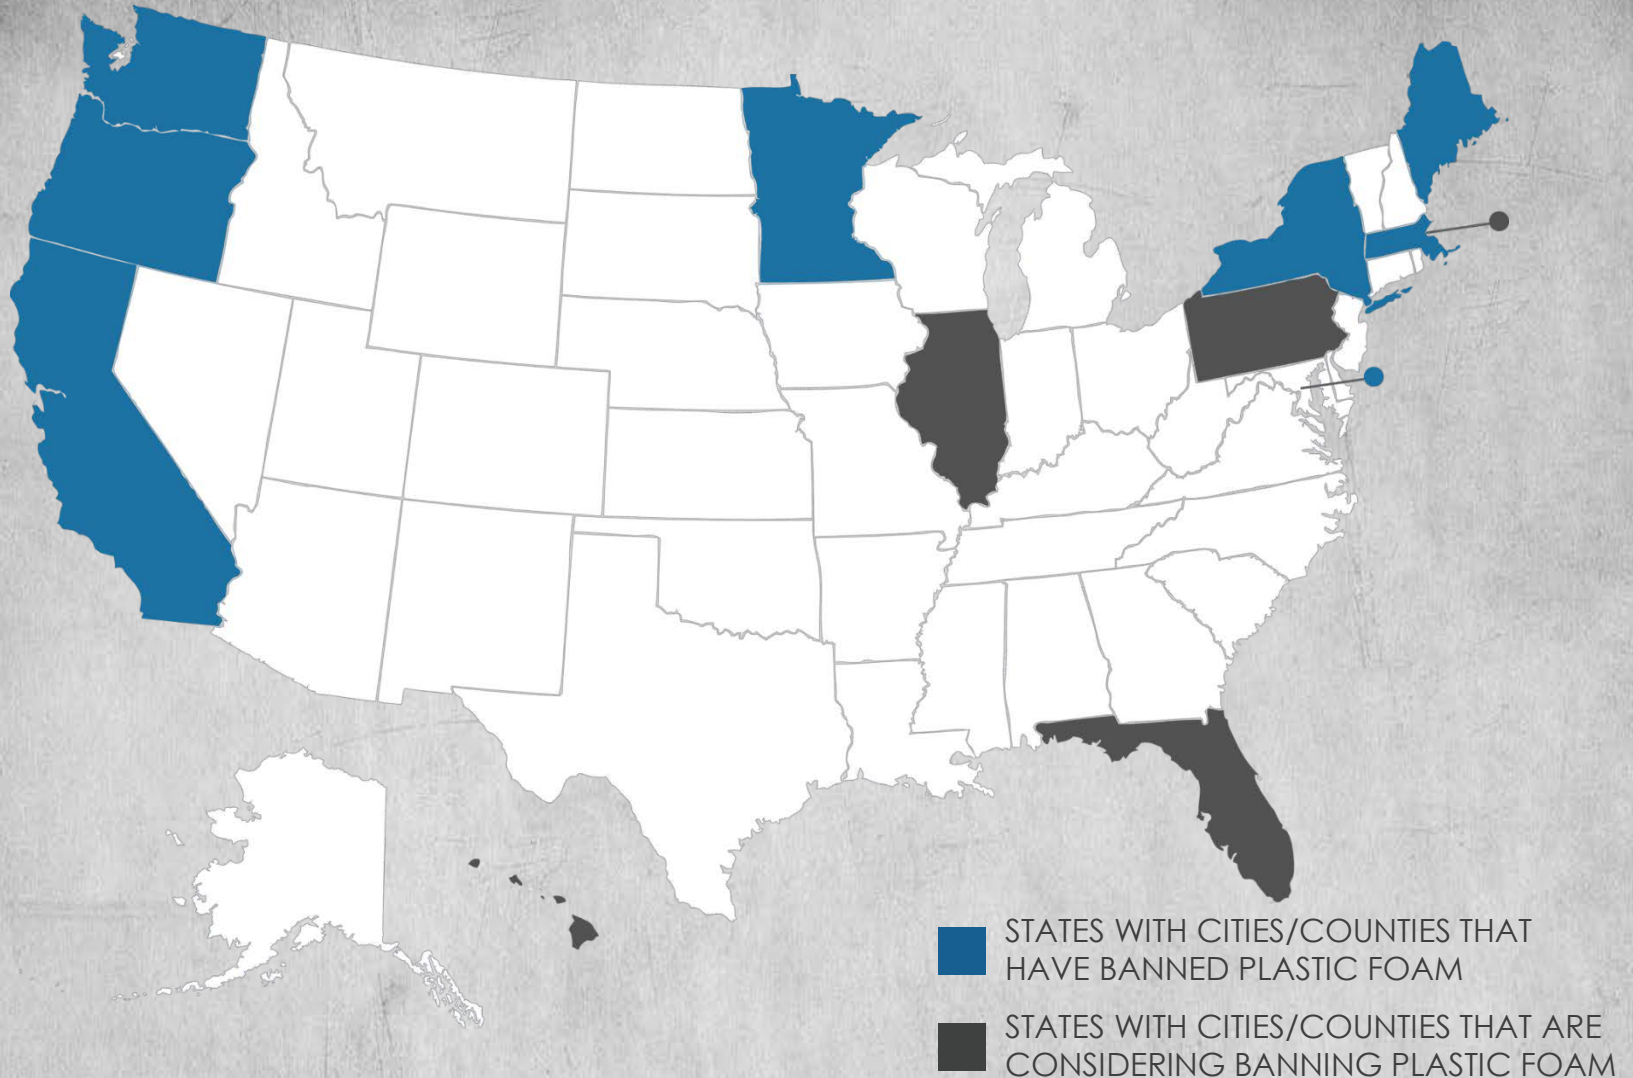 STATES WITH CITIES/COUNTIES THAT
HAVE BANNED PLASTIC FOAM
STATES WITH CITIES/COUNTIES THAT ARE
CONSIDERING BANNING PLASTIC FOAM